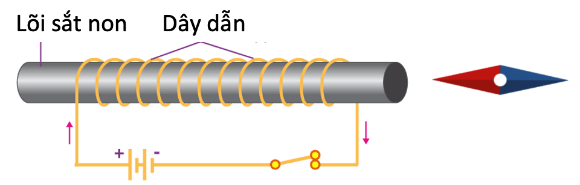 Lõi sắt non Dây dẫn
+ -